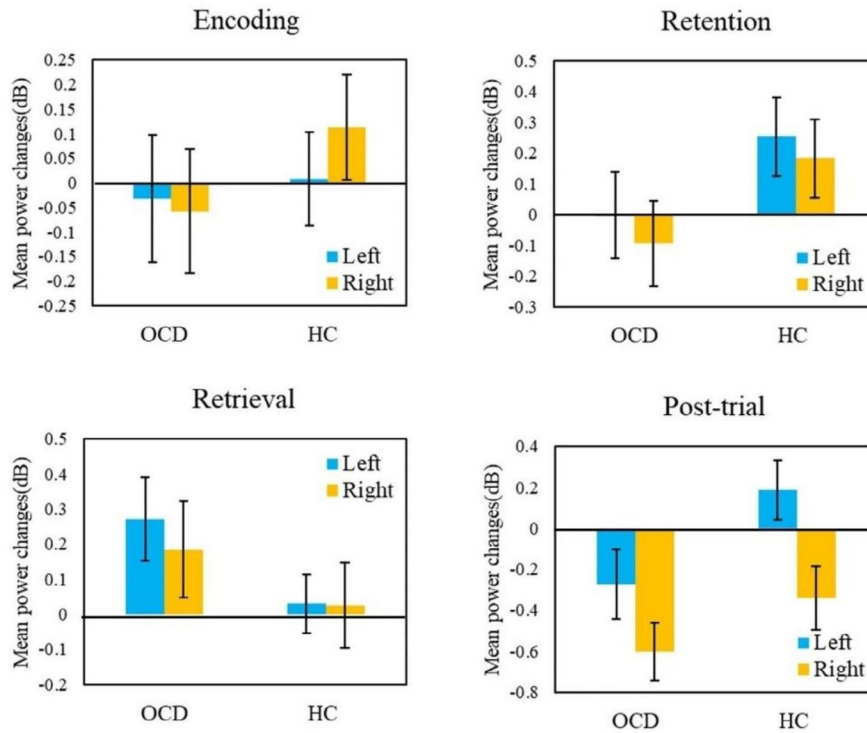 Encoding
Mean power changes(dB)
0.25
0.2
0.15
0.1
0.05
0
-0.05
-0.1
-0.15
-0.2
-0.25
Left
Right
OCD HC
Retention
Mean power changes(dB)
0.5
0.4
0.3
0.2
0.1
0
-0.1
-0.2
-0.3
Left
Right
OCD HC
Retrieval
Mean power changes(dB)
0.5
0.4
0.3
0.2
0.1
0
-0.1
-0.2
Left
Right
OCD HC
Post-trial
Mean power changes(dB)
0.4
0.2
0
-0.2
-0.4
-0.6
-0.8
Left
Right
OCD HC